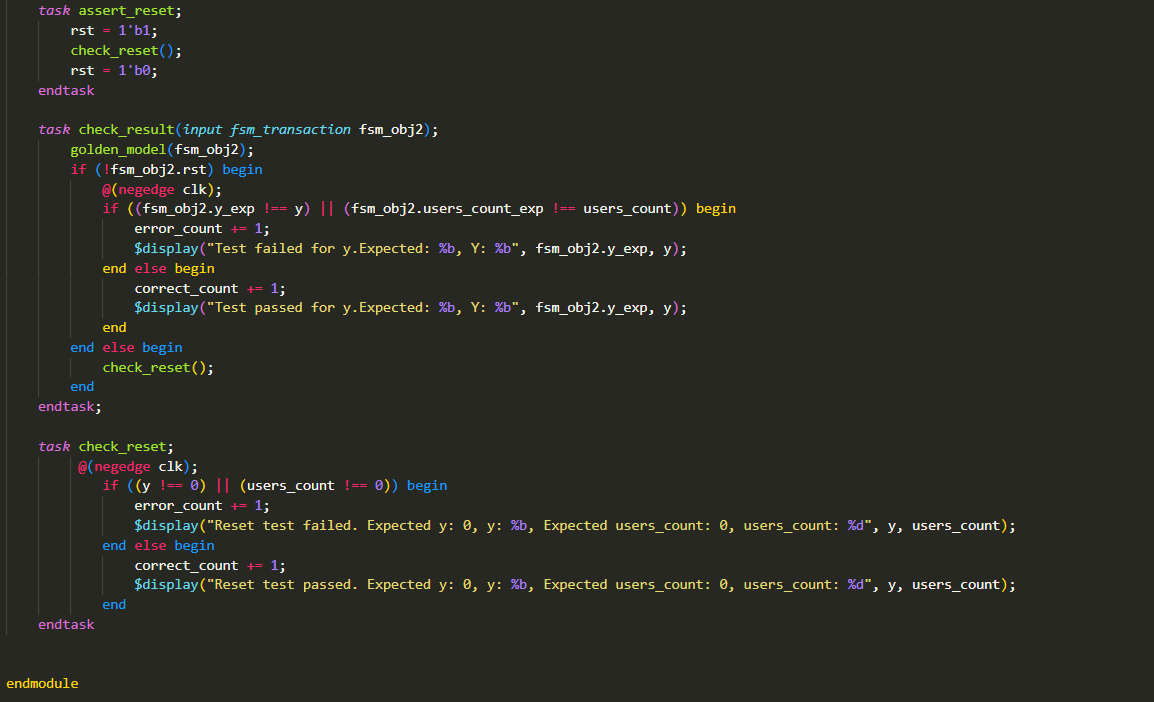 task assert_reset;
rst = 1'b1;
check_reset();
rst = 1'b0;
endtask
task check_result(input fsm_transaction fsm_obj2);
golden_model(fsm_obj2);
if (!fsm_obj2.rst) begin
@(negedge clk);
if ((fsm_obj2.y_exp !== y) || (fsm_obj2.users_count_exp !== users_count)) begin
error_count += 1;
$display("Test failed for y.Expected: %b, Y: %b", fsm_obj2.y_exp, y);
end else begin
correct_count += 1;
$display("Test passed for y.Expected: %b, Y: %b", fsm_obj2.y_exp, y);
end
end else begin
check_reset();
end
endtask;
task check_reset;
@(negedge clk);
if ((y !== 0) || (users_count !== 0)) begin
error_count += 1;
$display("Reset test failed. Expected y: 0, y: %b, Expected users_count: 0, users_count: %d", y, users_count);
end else begin
correct_count += 1;
$display("Reset test passed. Expected y: 0, y: %b, Expected users_count: 0, users_count: %d", y, users_count);
end
endtask
endmodule